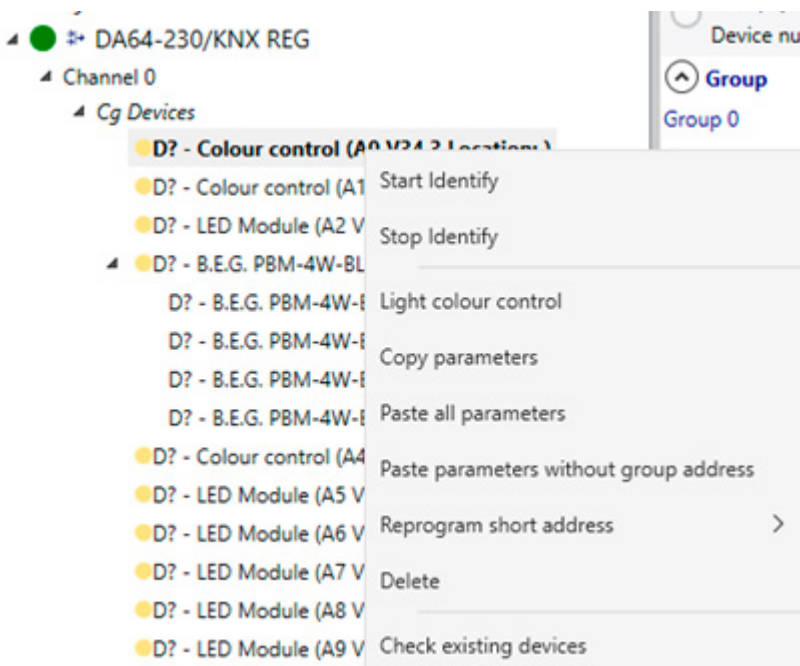 DA64-230/KNX REG
Device nu
Channel 0
Group
Cg Devices
Group 0
D? - Colour control (A0 V34.3 Location: )
D? - Colour control (A1
Start Identify
D? - LED Module (A2 V
Stop Identify
D? - B.E.G. PBM-4W-BL
D? - B.E.G. PBM-4W-B
Light colour control
D? - B.E.G. PBM-4W-B
Copy parameters
D? - B.E.G. PBM-4W-B
D? - B.E.G. PBM-4W-B
Paste all parameters
D? - Colour control (A4
Paste parameters without group address
D? - LED Module (A5 V
D? - LED Module (A6 V
Reprogram short address
D? - LED Module (A7 V
Delete
D? - LED Module (A8 V
D? - LED Module (A9 V
Check existing devices